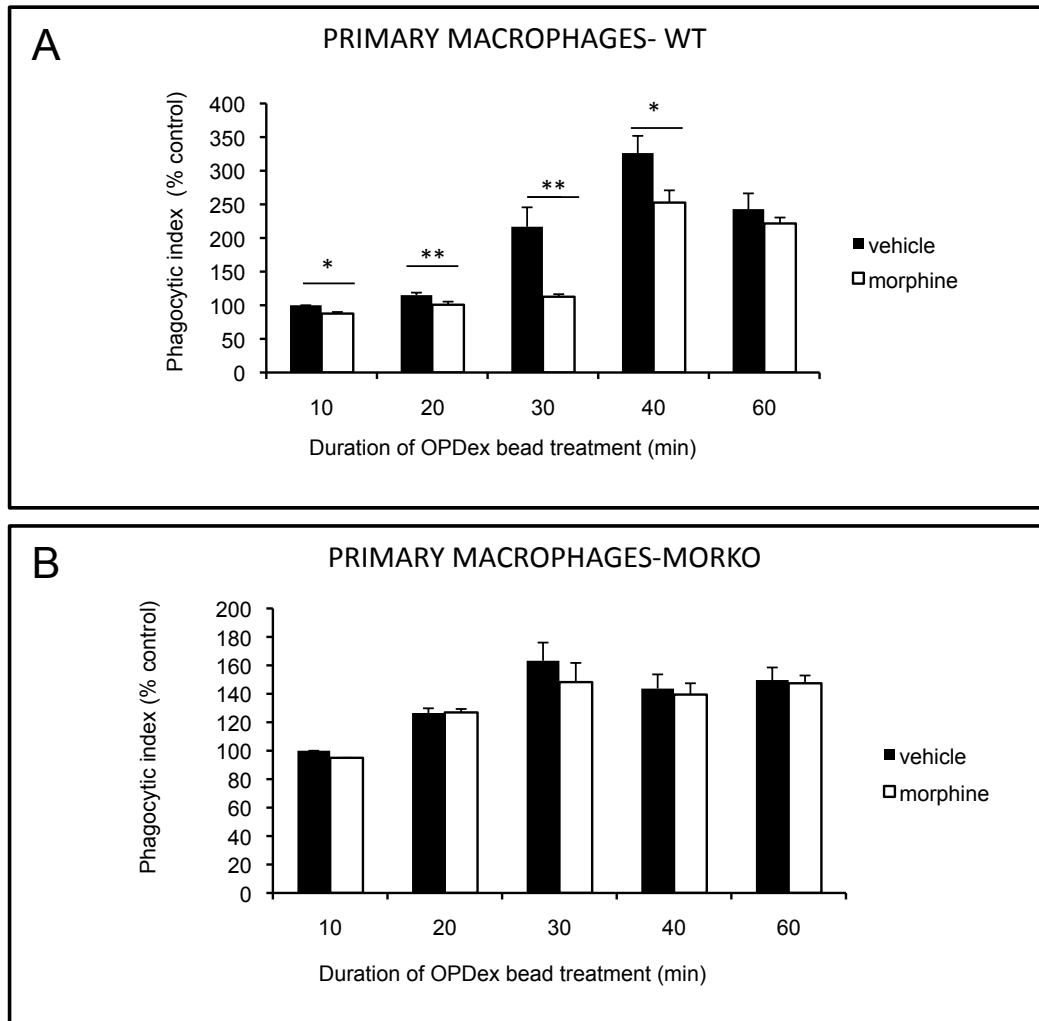 A
PRIMARY MACROPHAGES- WT
Phagocytic index (% control)
400
350
300
250
200
150
100
50
0
*
**
**
*
vehicle
morphine
10 20 30 40 60
Duration of OPDex bead treatment (min)
B
PRIMARY MACROPHAGES-MORKO
Phagocytic index (% control)
200
180
160
140
120
100
80
60
40
20
0
vehicle
morphine
10 20 30 40 60
Duration of OPDex bead treatment (min)